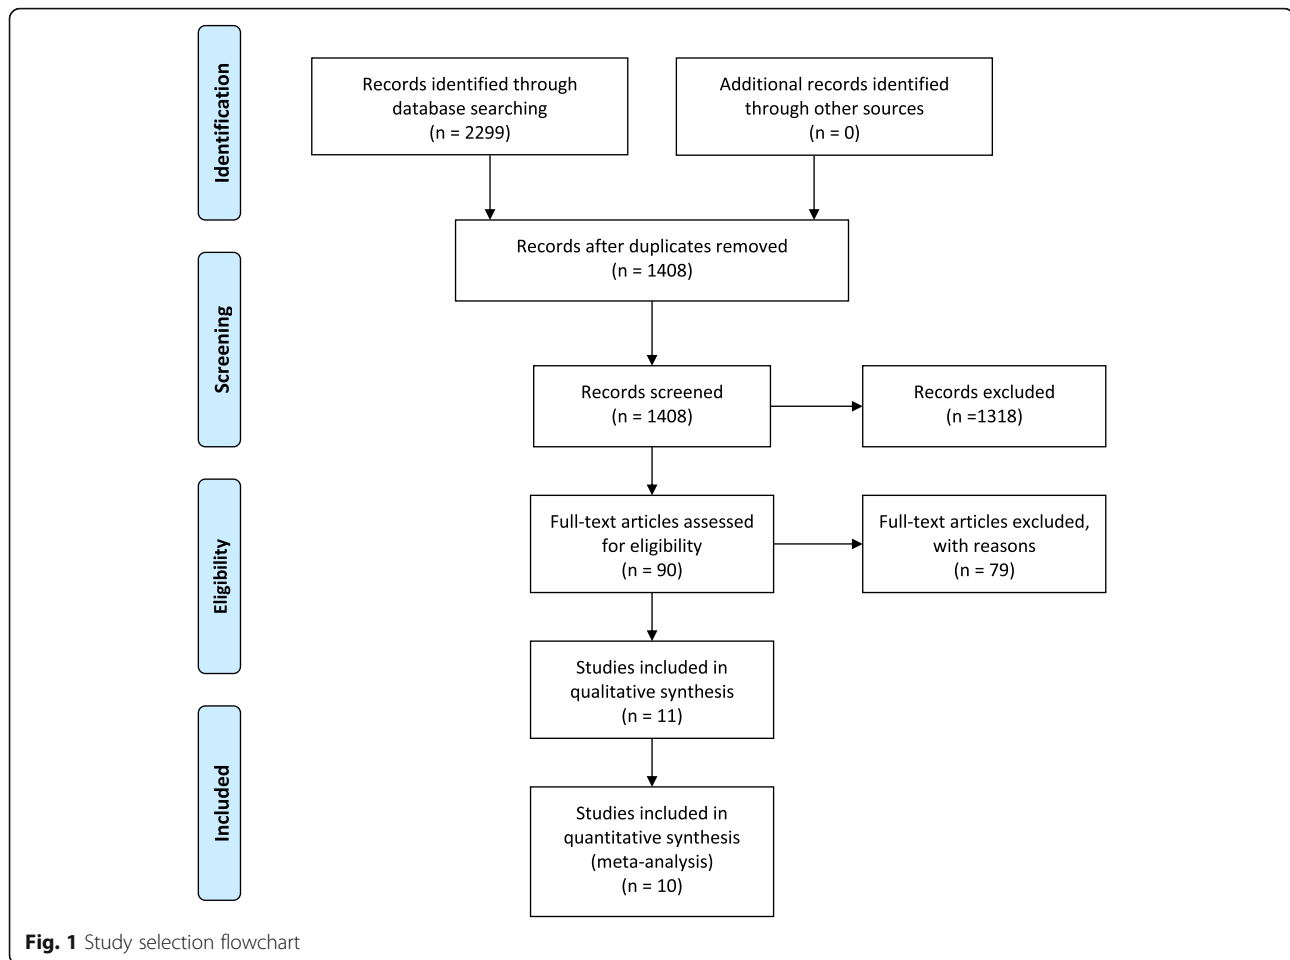 Identification
Records identified through
database searching
(n = 2299)
Additional records identified
through other sources
(n = 0)
Records after duplicates removed
(n = 1408)
Screening
Records screened
(n = 1408)
Records excluded
(n =1318)
Eligibility
Full-text articles assessed
for eligibility
(n = 90)
Full-text articles excluded,
with reasons
(n = 79)
Studies included in
qualitative synthesis
(n = 11)
Included
Studies included in
quantitative synthesis
(meta-analysis)
(n = 10)
Fig. 1 Study selection flowchart